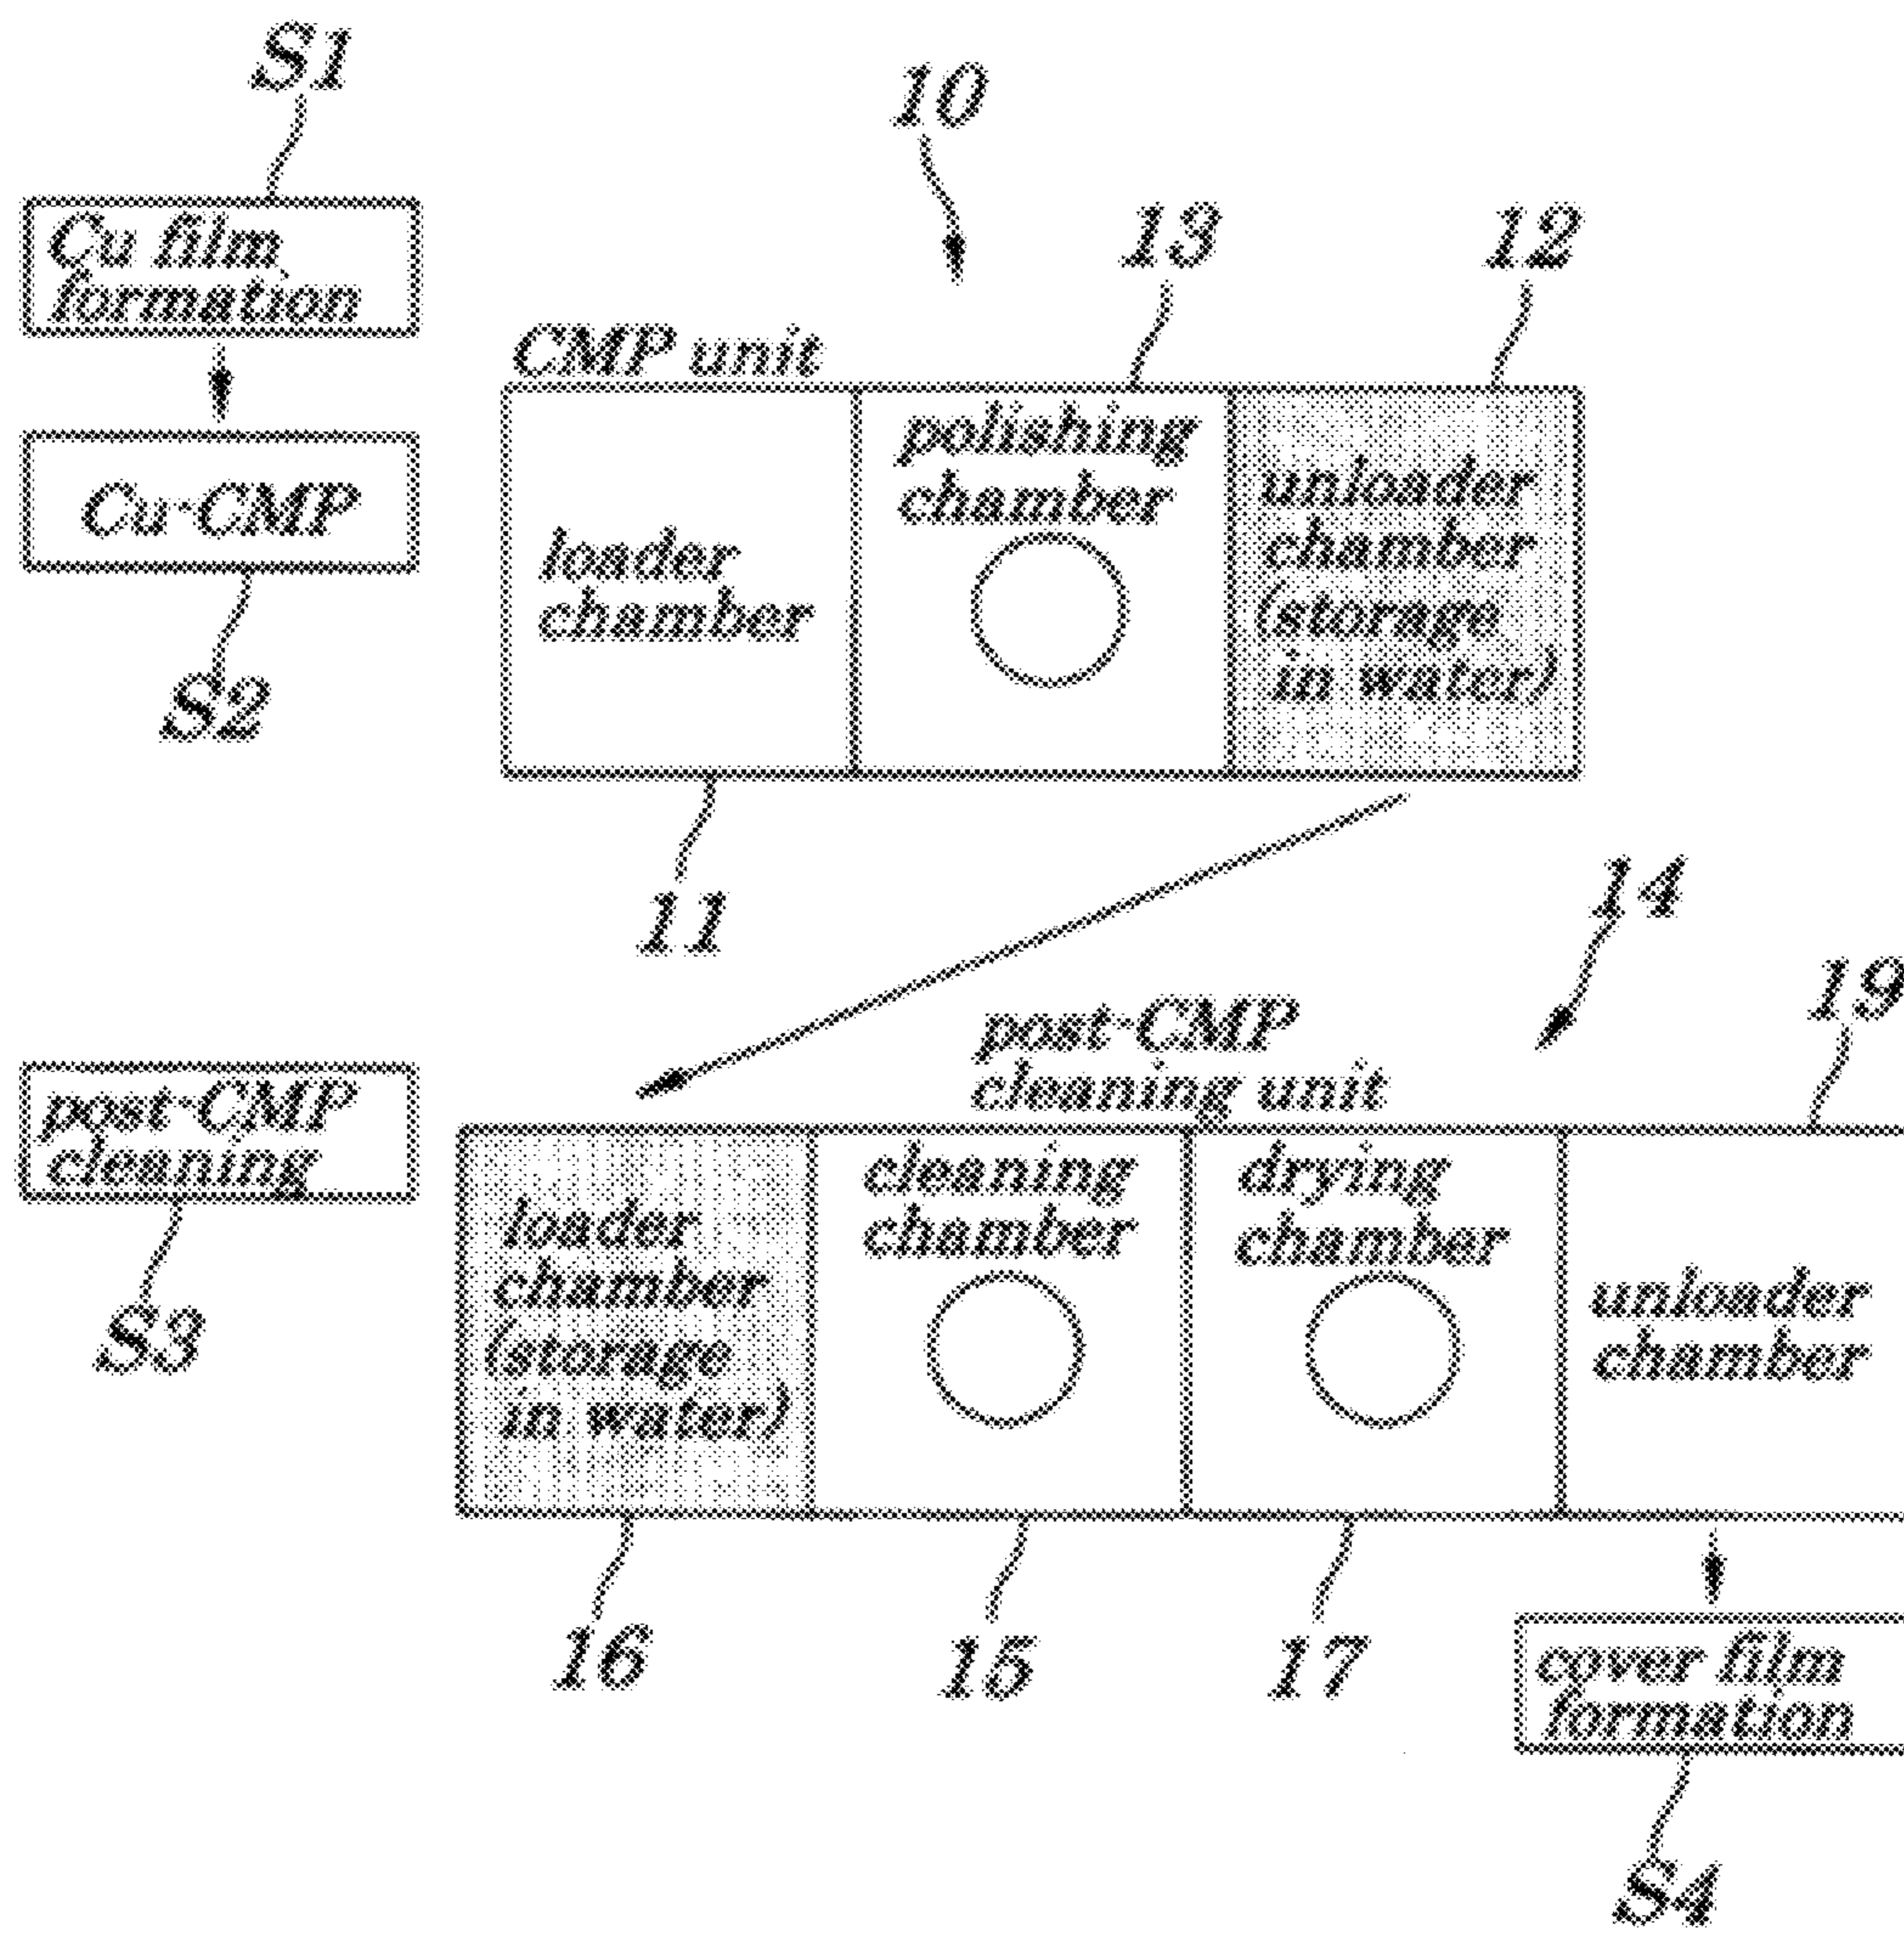 S1
10
13
12
Cu film
formation
CMP unit
Cu-CMP
S2
loader
chamber
polishing
chamber
unloader
chamber
(storage
in water)
11
14
19
post-CMP
cleaning unit
post-CMP
cleaning
S3
loader
chamber
(storage
in water)
cleaning
chamber
drying
chamber
unloader
chamber
16
15
17
cover film
formation
S4